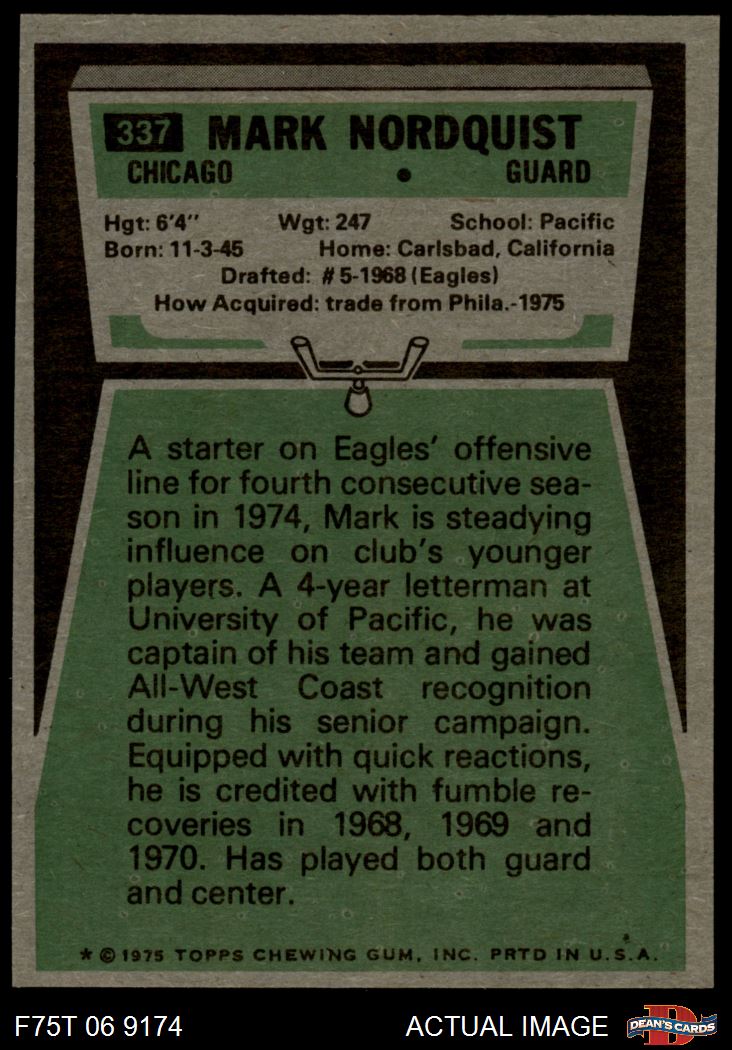 337 MARK NORDQUIST
CHICAGO • GUARD
Hgt: 6'4" Wgt: 247 School: Pacific
Born: 11-3-45 Home: Carlsbad, California
Drafted: #5-1968 (Eagles)
How Acquired: trade from Phila.-1975
A starter on Eagles' offensive
line for fourth consecutive sea-
son in 1974, Mark is steadying
influence on club's younger
players. A 4-year letterman at
University of Pacific, he was
captain of his team and gained
All-West Coast recognition
during his senior campaign.
Equipped with quick reactions,
he is credited with fumble re-
coveries in 1968, 1969 and
1970. Has played both guard
and center.
* © 1975 TOPPS CHEWING GUM, INC. PRTD IN U.S.A.
F75T 06 9174 ACTUAL IMAGE D DEAN'S CARDS